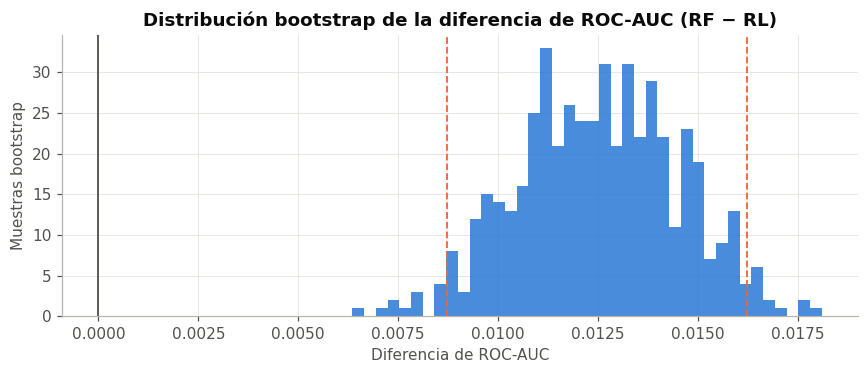 Distribución bootstrap de la diferencia de ROC-AUC (RF − RL)
Muestras bootstrap
30
25
20
15
10
5
0
0.0000 0.0025 0.0050 0.0075 0.0100 0.0125 0.0150 0.0175
Diferencia de ROC-AUC